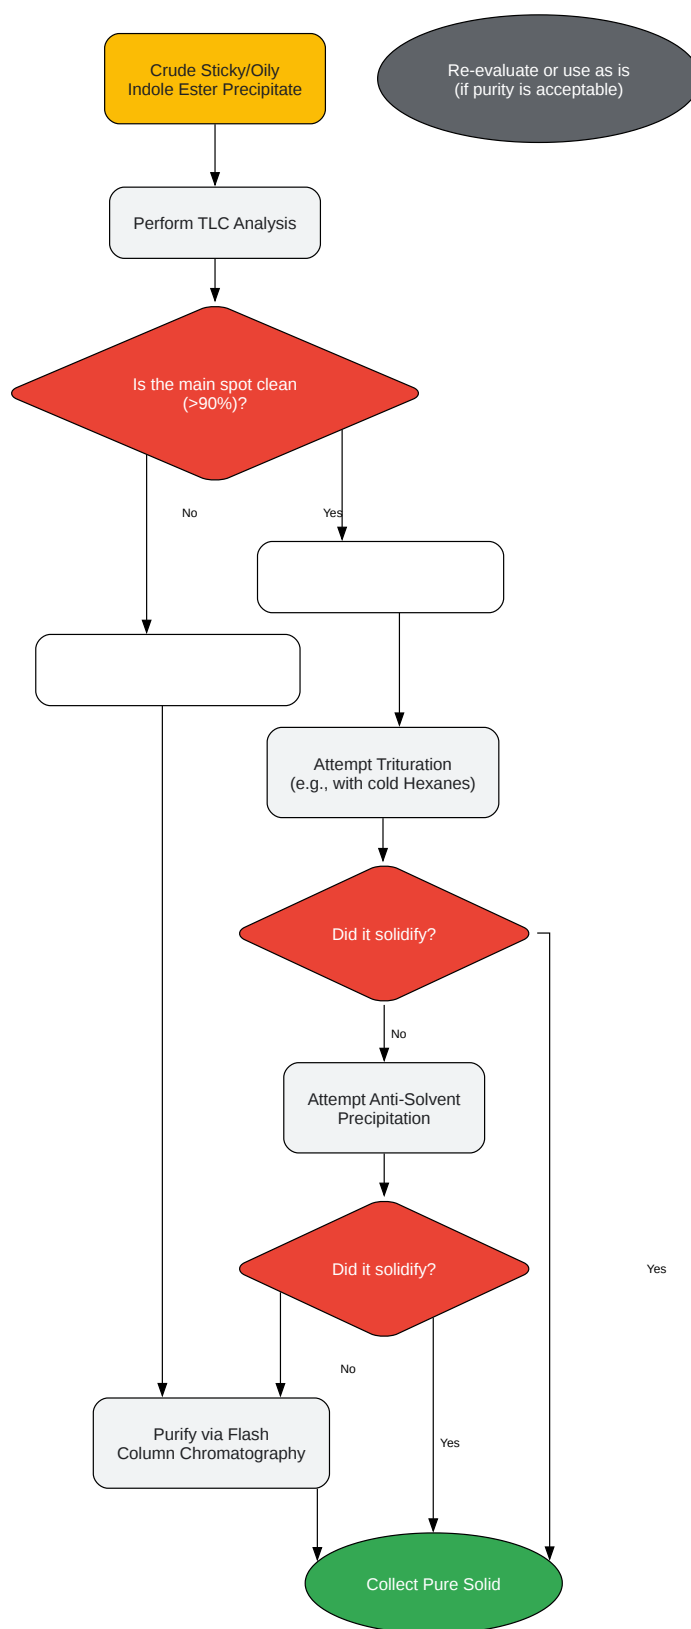 Crude Sticky/Oily
Indole Ester Precipitate
Re-evaluate or use as is
(if purity is acceptable)
Perform TLC Analysis
Is the main spot clean
(>90%)?
No
Yes
Attempt Trituration
(e.g., with cold Hexanes)
Did it solidify?
No
Attempt Anti-Solvent
Precipitation
Did it solidify?
Yes
No
Purify via Flash
Column Chromatography
Yes
Collect Pure Solid